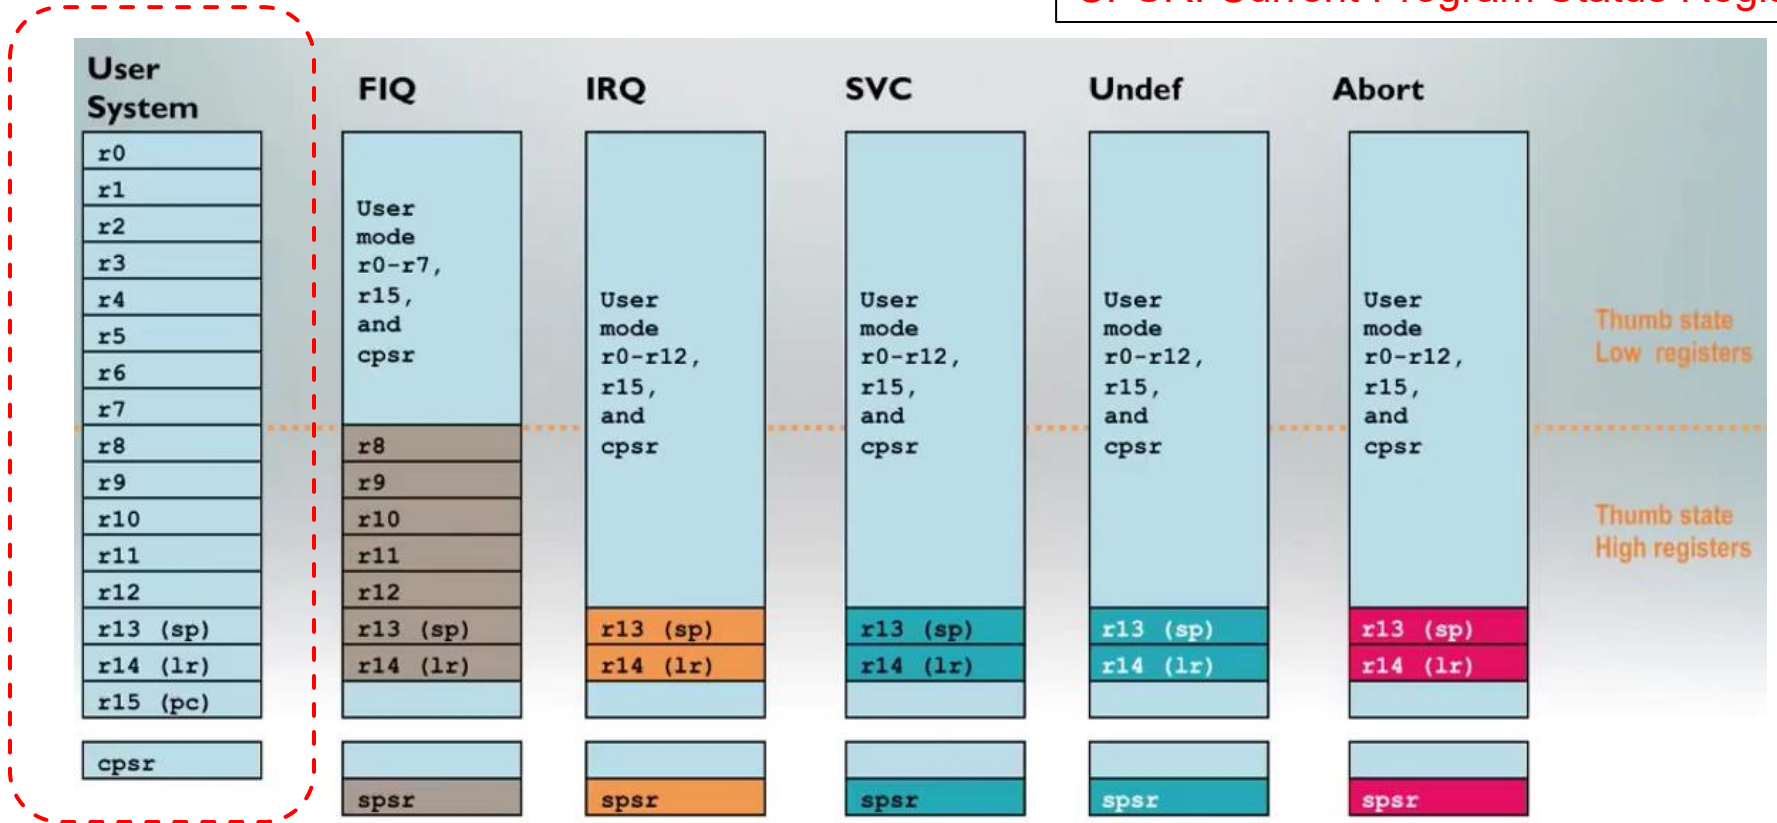 CPSR: Current Program Status Regis
User
System
FIQ
IRQ
SVC
Undef
Abort
r0
r1
r2
r3
r4
r5
r6
r7
r8
r9
r10
r11
r12
r13 (sp)
r14 (lr)
r15 (pc)
cpsr
User
mode
r0-r7,
r15,
and
cpsr
r8
r9
r10
r11
r12
r13 (sp)
r14 (lr)
spsr
User
mode
r0-r12,
r15,
and
cpsr
r13 (sp)
r14 (lr)
spsr
User
mode
r0-r12,
r15,
and
cpsr
r13 (sp)
r14 (lr)
spsr
User
mode
r0-r12,
r15,
and
cpsr
r13 (sp)
r14 (lr)
spsr
User
mode
r0-r12,
r15,
and
cpsr
r13 (sp)
r14 (lr)
spsr
Thumb state
Low registers
Thumb state
High registers